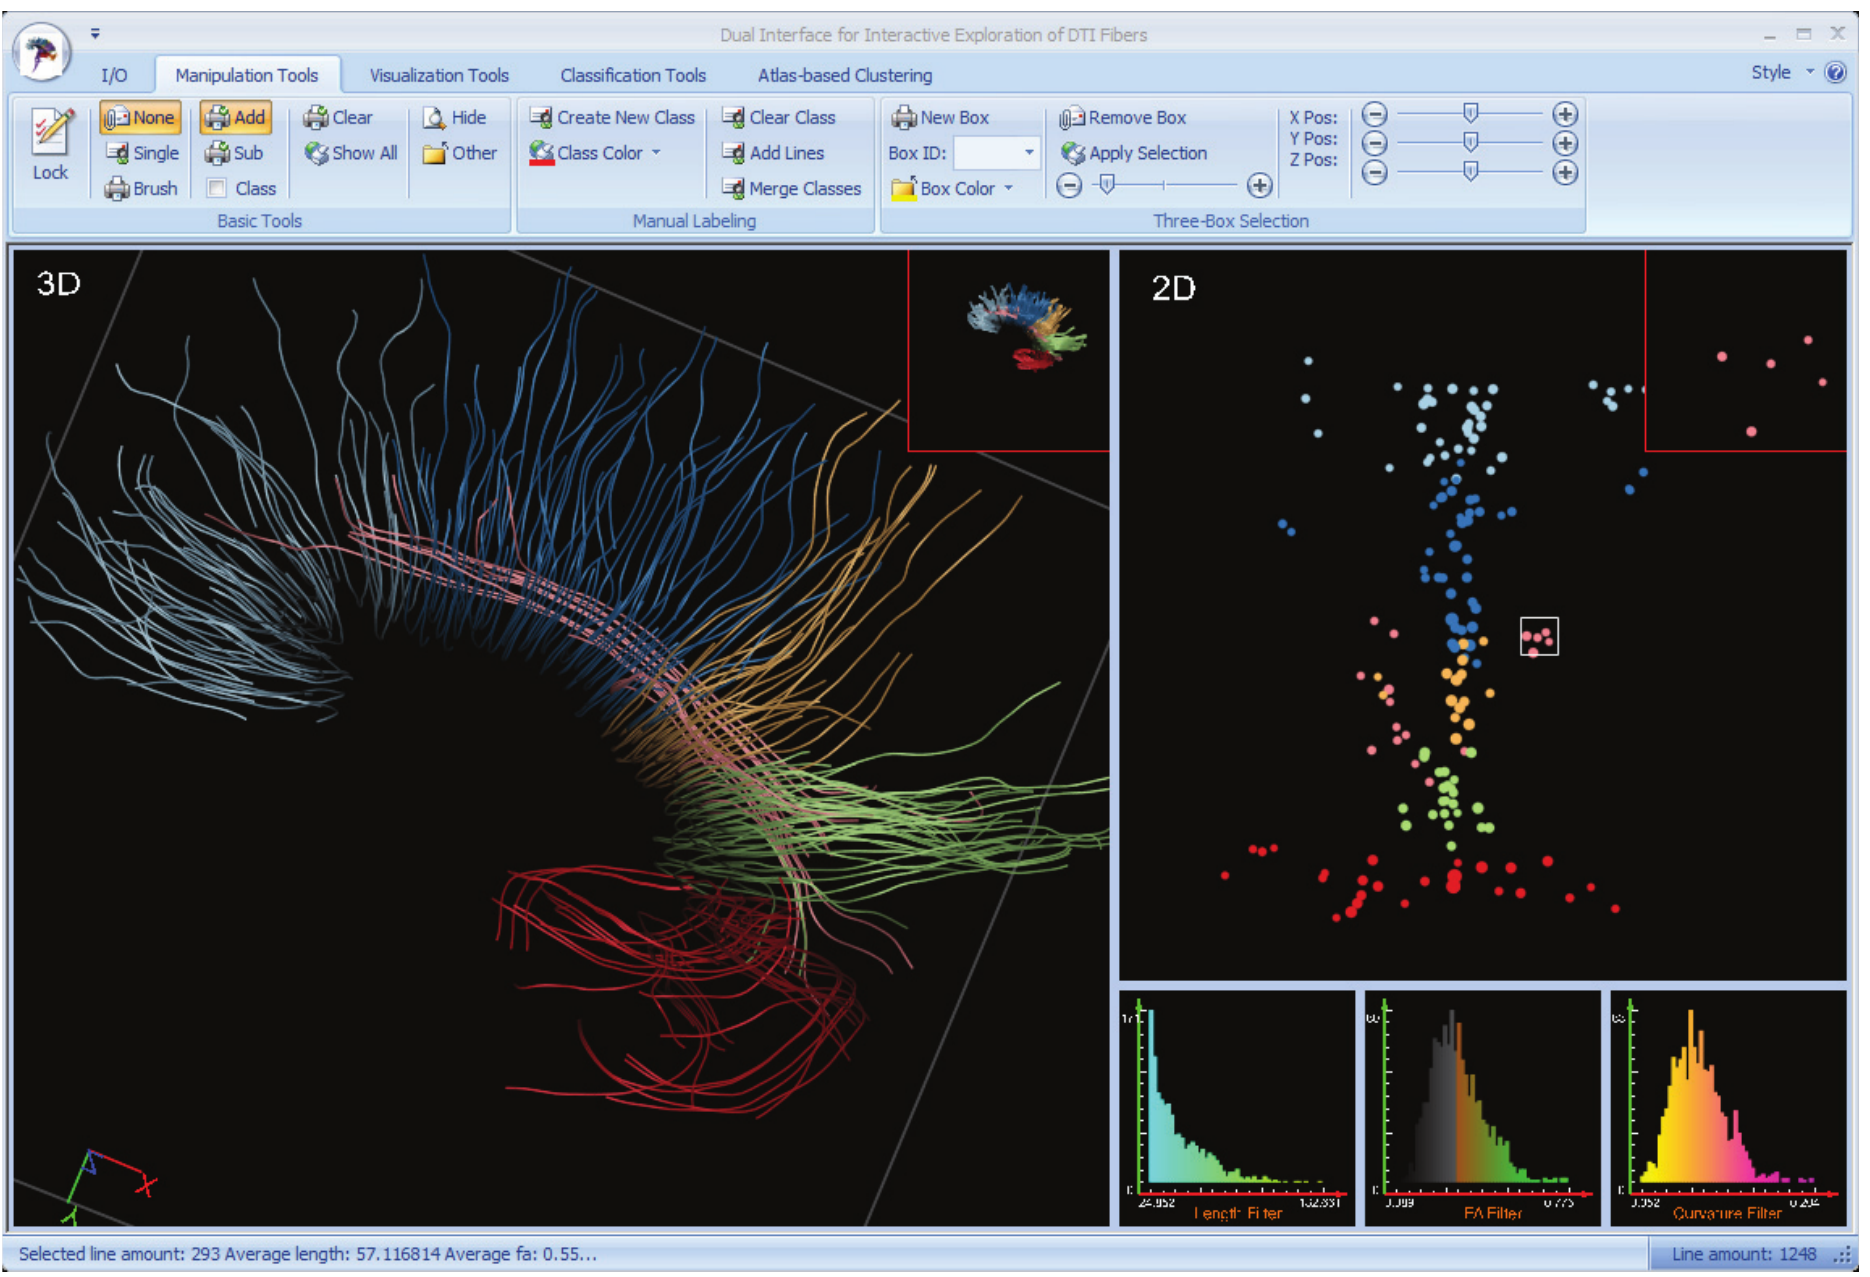 Dual Interface for Interactive Exploration of DTI Fibers
I/O Manipulation Tools Visualization Tools Classification Tools Atlas-based Clustering Style
Lock
None Add Clear Hide
Single Sub Show All Other
Brush Class
Basic Tools
Create New Class Clear Class
Class Color Add Lines
Merge Classes
Manual Labeling
New Box Remove Box
Box ID: Apply Selection
Box Color
X Pos:
Y Pos:
Z Pos:
Three-Box Selection
3D
2D
X
Y
Length Filter
FA Filter
Curvature Filter
Selected line amount: 293 Average length: 57.116814 Average fa: 0.55...
Line amount: 1248